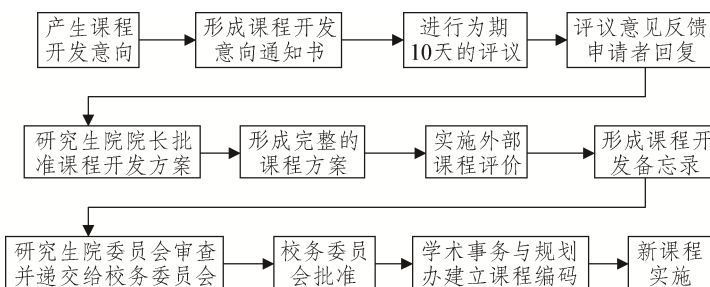 产生课程
开发意向
形成课程开发
意向通知书
进行为期
10天的评议
评议意见反馈
申请者回复
研究生院院长批
准课程开发方案
形成完整的
课程方案
实施外部
课程评价
形成课程开
发备忘录
研究生院委员会审查
并递交给校务委员会
校务委员
会批准
学术事务与规划
办建立课程编码
新课程
实施